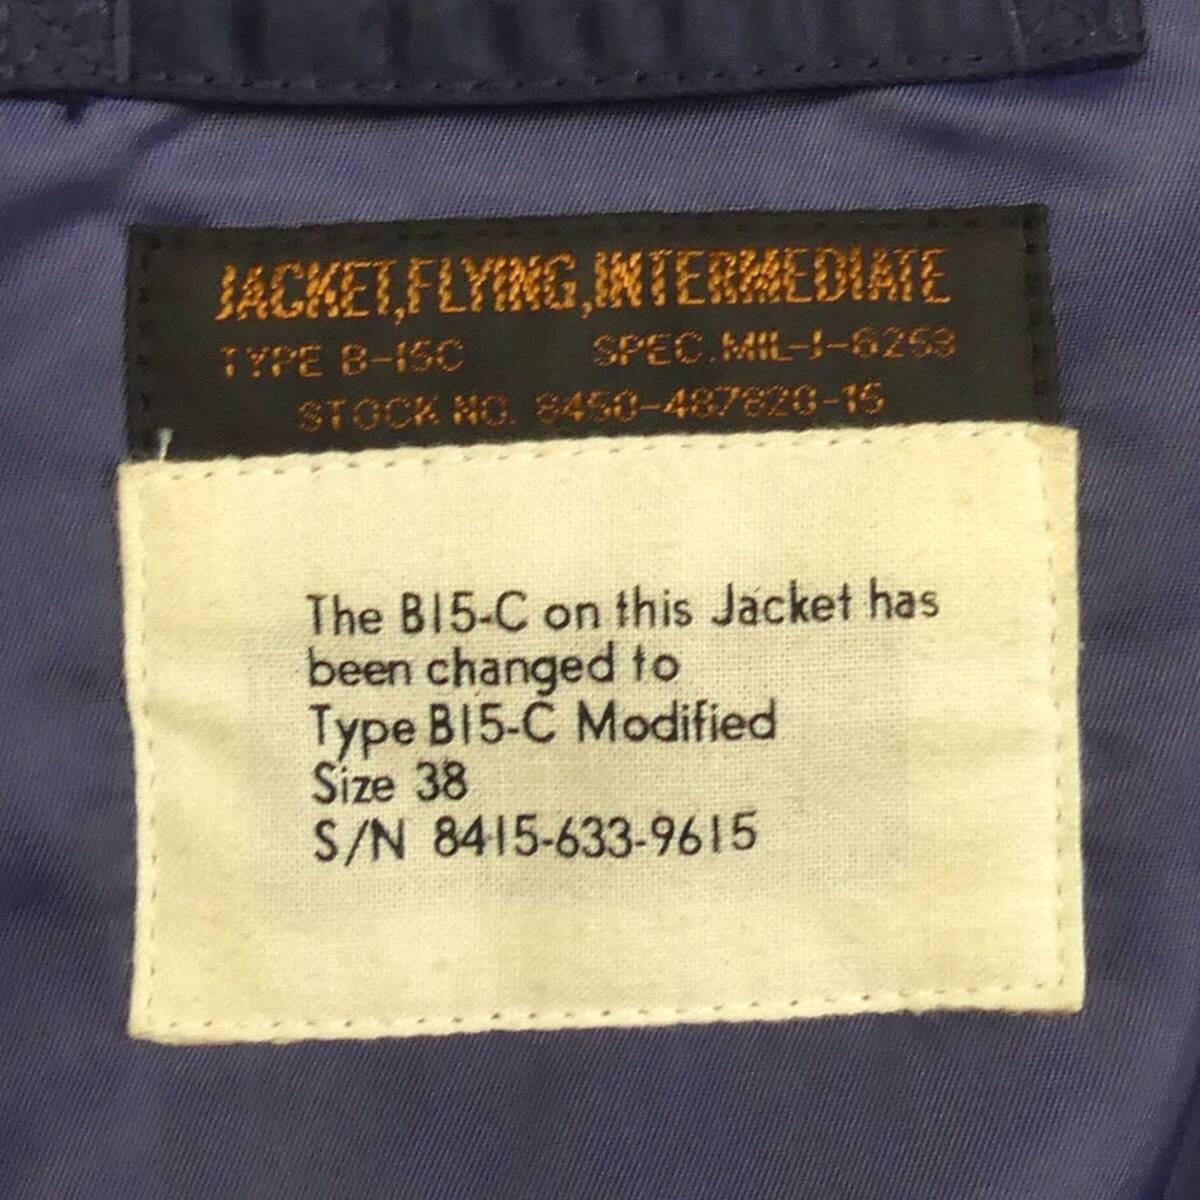 JACKET,FLYING,INTERMEDIATE
TYPE B-15C SPEC.MIL-J-6253
STOCK NO. 8450-487820-15
The B15-C on this Jacket has
been changed to
Type B15-C Modified
Size 38
S/N 8415-633-9615